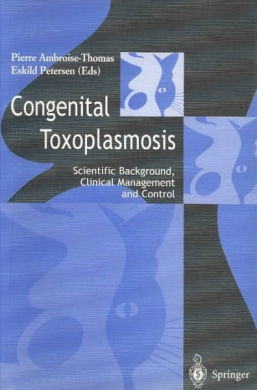 Pierre Ambroise-Thomas
Eskild Petersen (Eds)
Congenital
Toxoplasmosis
Scientific Background,
Clinical Management
and Control
Springer